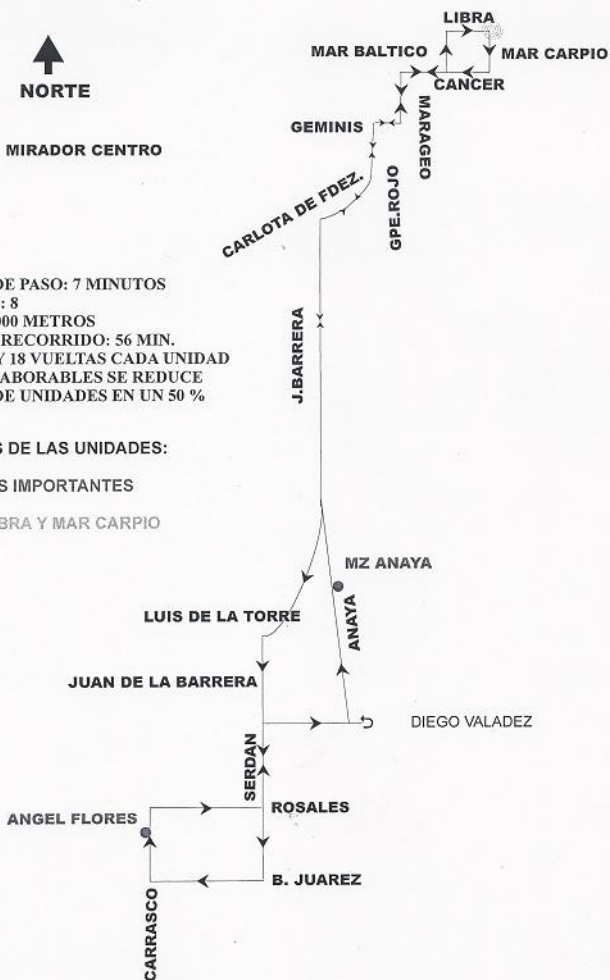 LIBRA
MAR BALTICO
MAR CARPIO
CANCER
NORTE
MARAGEO
GEMINIS
MIRADOR CENTRO
CARLOTA DE FDEZ.
GPE.ROJO
DE PASO: 7 MINUTOS
: 8
000 METROS
RECORRIDO: 56 MIN.
Y 18 VUELTAS CADA UNIDAD
ABORABLES SE REDUCE
DE UNIDADES EN UN 50 %
J.BARRERA
S DE LAS UNIDADES:
S IMPORTANTES
BRA Y MAR CARPIO
MZ ANAYA
ANAYA
LUIS DE LA TORRE
JUAN DE LA BARRERA
DIEGO VALADEZ
SERDAN
ROSALES
ANGEL FLORES
B. JUAREZ
CARRASCO